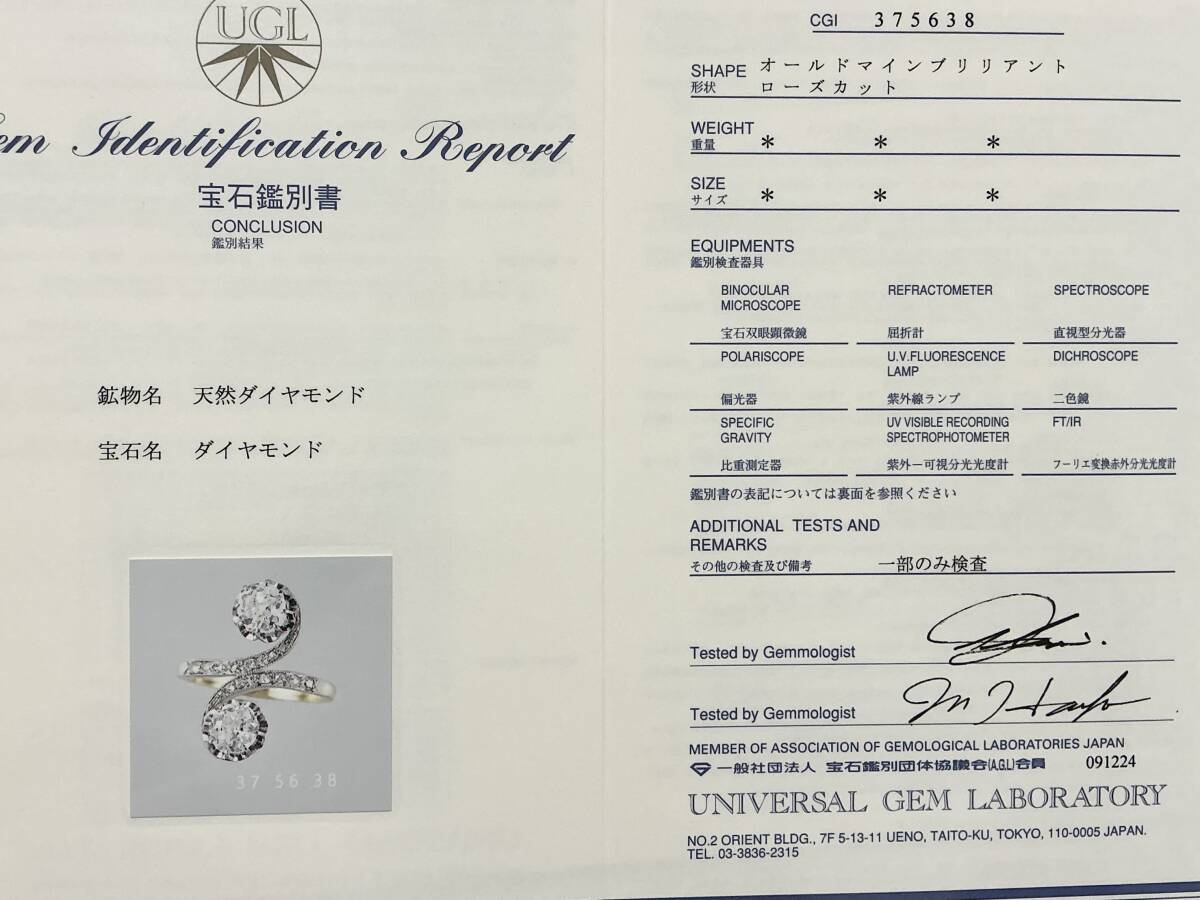 UGL
em Identification Report
宝石鑑別書
CONCLUSION
鑑別結果
鉱物名 天然ダイヤモンド
宝石名 ダイヤモンド
37 56 38
CGI 375638
SHAPE オールドマインブリリアント
形状 ローズカット
WEIGHT
重量 * * *
SIZE
サイズ * * *
EQUIPMENTS
鑑別検査器具
BINOCULAR MICROSCOPE
宝石双眼顕微鏡
REFRACTOMETER
屈折計
SPECTROSCOPE
直視型分光器
POLARISCOPE
偏光器
U.V.FLUORESCENCE LAMP
紫外線ランプ
DICHROSCOPE
二色鏡
SPECIFIC GRAVITY
比重測定器
UV VISIBLE RECORDING SPECTROPHOTOMETER
紫外ー可視分光光度計
FT/IR
フーリエ変換赤外分光光度計
鑑別書の表記については裏面を参照ください
ADDITIONAL TESTS AND
REMARKS
その他の検査及び備考 一部のみ検査
Tested by Gemmologist
Tested by Gemmologist
MEMBER OF ASSOCIATION OF GEMOLOGICAL LABORATORIES JAPAN
一般社団法人 宝石鑑別団体協議会(A.G.L)会員 091224
UNIVERSAL GEM LABORATORY
NO.2 ORIENT BLDG., 7F 5-13-11 UENO, TAITO-KU, TOKYO, 110-0005 JAPAN.
TEL. 03-3836-2315